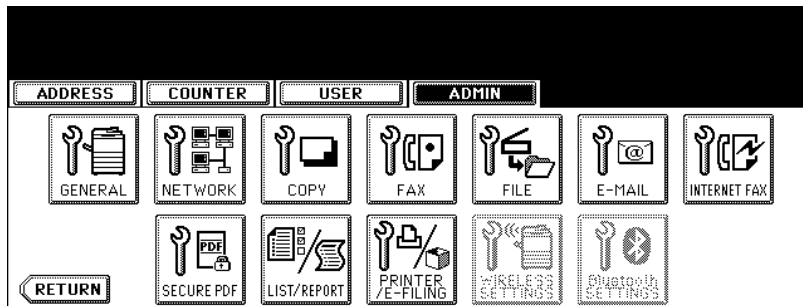 ADDRESS COUNTER USER ADMIN
GENERAL NETWORK COPY FAX FILE E-MAIL INTERNET FAX
SECURE PDF LIST/REPORT PRINTER
/E-FILING WIRELESS
SETTINGS Bluetooth
SETTINGS
PDF
@
RETURN